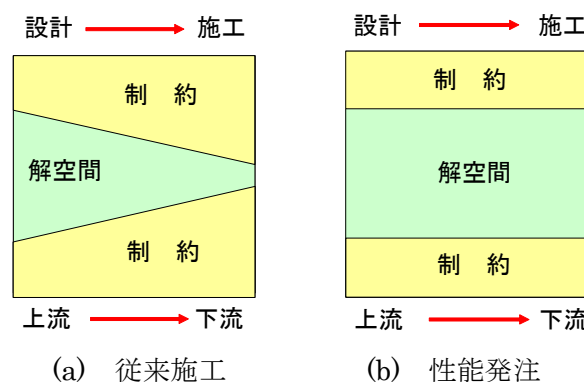 設計 施工
制 約
解空間
制 約
上流 下流
(a) 従来施工
設計 施工
制 約
解空間
制 約
上流 下流
(b) 性能発注